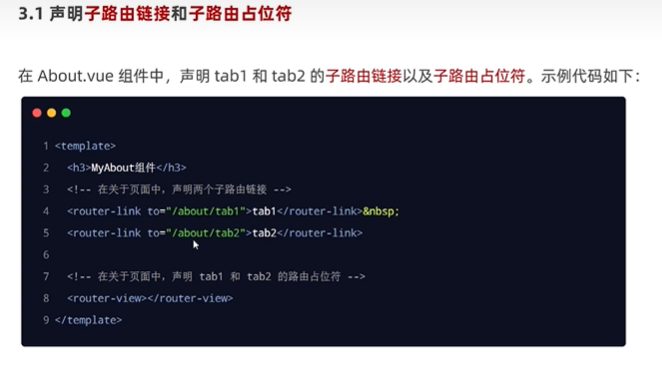 3.1 声明子路由链接和子路由占位符
在 About.vue 组件中，声明 tab1 和 tab2 的子路由链接以及子路由占位符。示例代码如下：
1 <template>
2 <h3>MyAbout组件</h3>
3 <!-- 在关于页面中，声明两个子路由链接 -->
4 <router-link to="/about/tab1">tab1</router-link>&nbsp;
5 <router-link to="/about/tab2">tab2</router-link>
6
7 <!-- 在关于页面中，声明 tab1 和 tab2 的路由占位符 -->
8 <router-view></router-view>
9 </template>